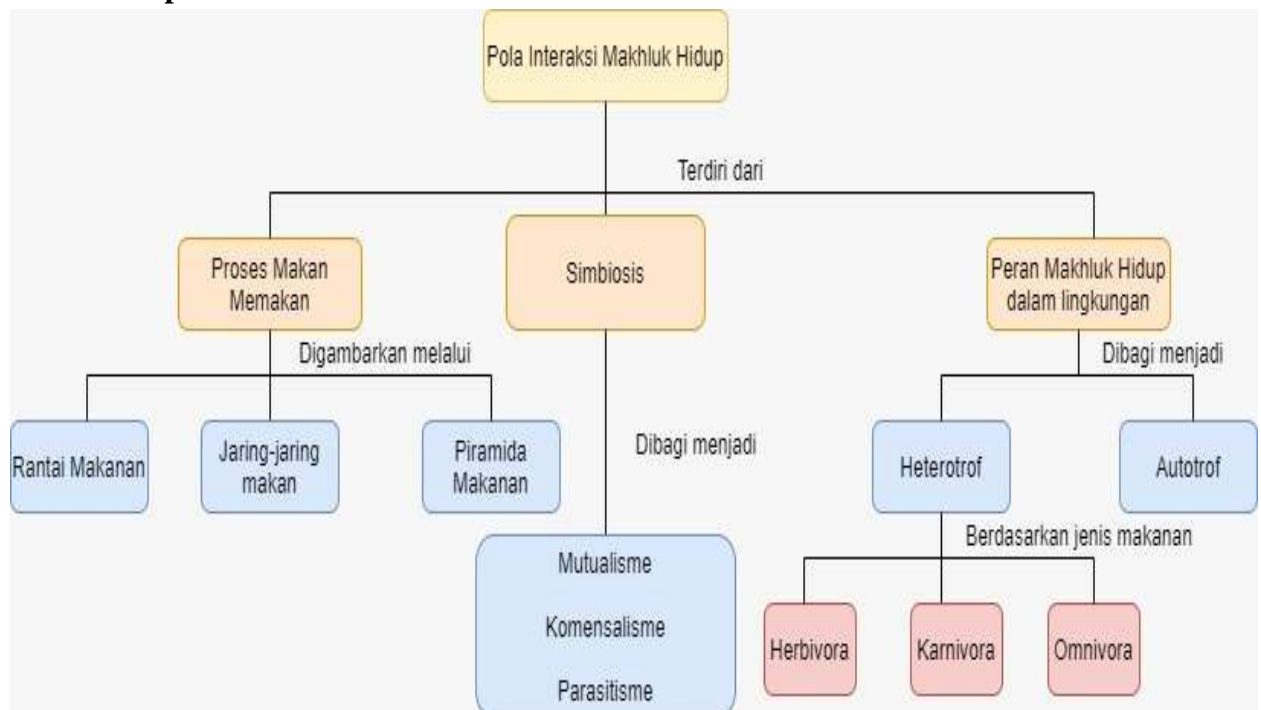 Pola Interaksi Makhluk Hidup
Terdiri dari
Proses Makan
Memakan
Simbiosis
Peran Makhluk Hidup
dalam lingkungan
Digambarkan melalui
Dibagi menjadi
Rantai Makanan
Jaring-jaring
makan
Piramida
Makanan
Dibagi menjadi
Heterotrof
Autotrof
Berdasarkan jenis makanan
Mutualisme
Komensalisme
Parasitisme
Herbivora
Karnivora
Omnivora